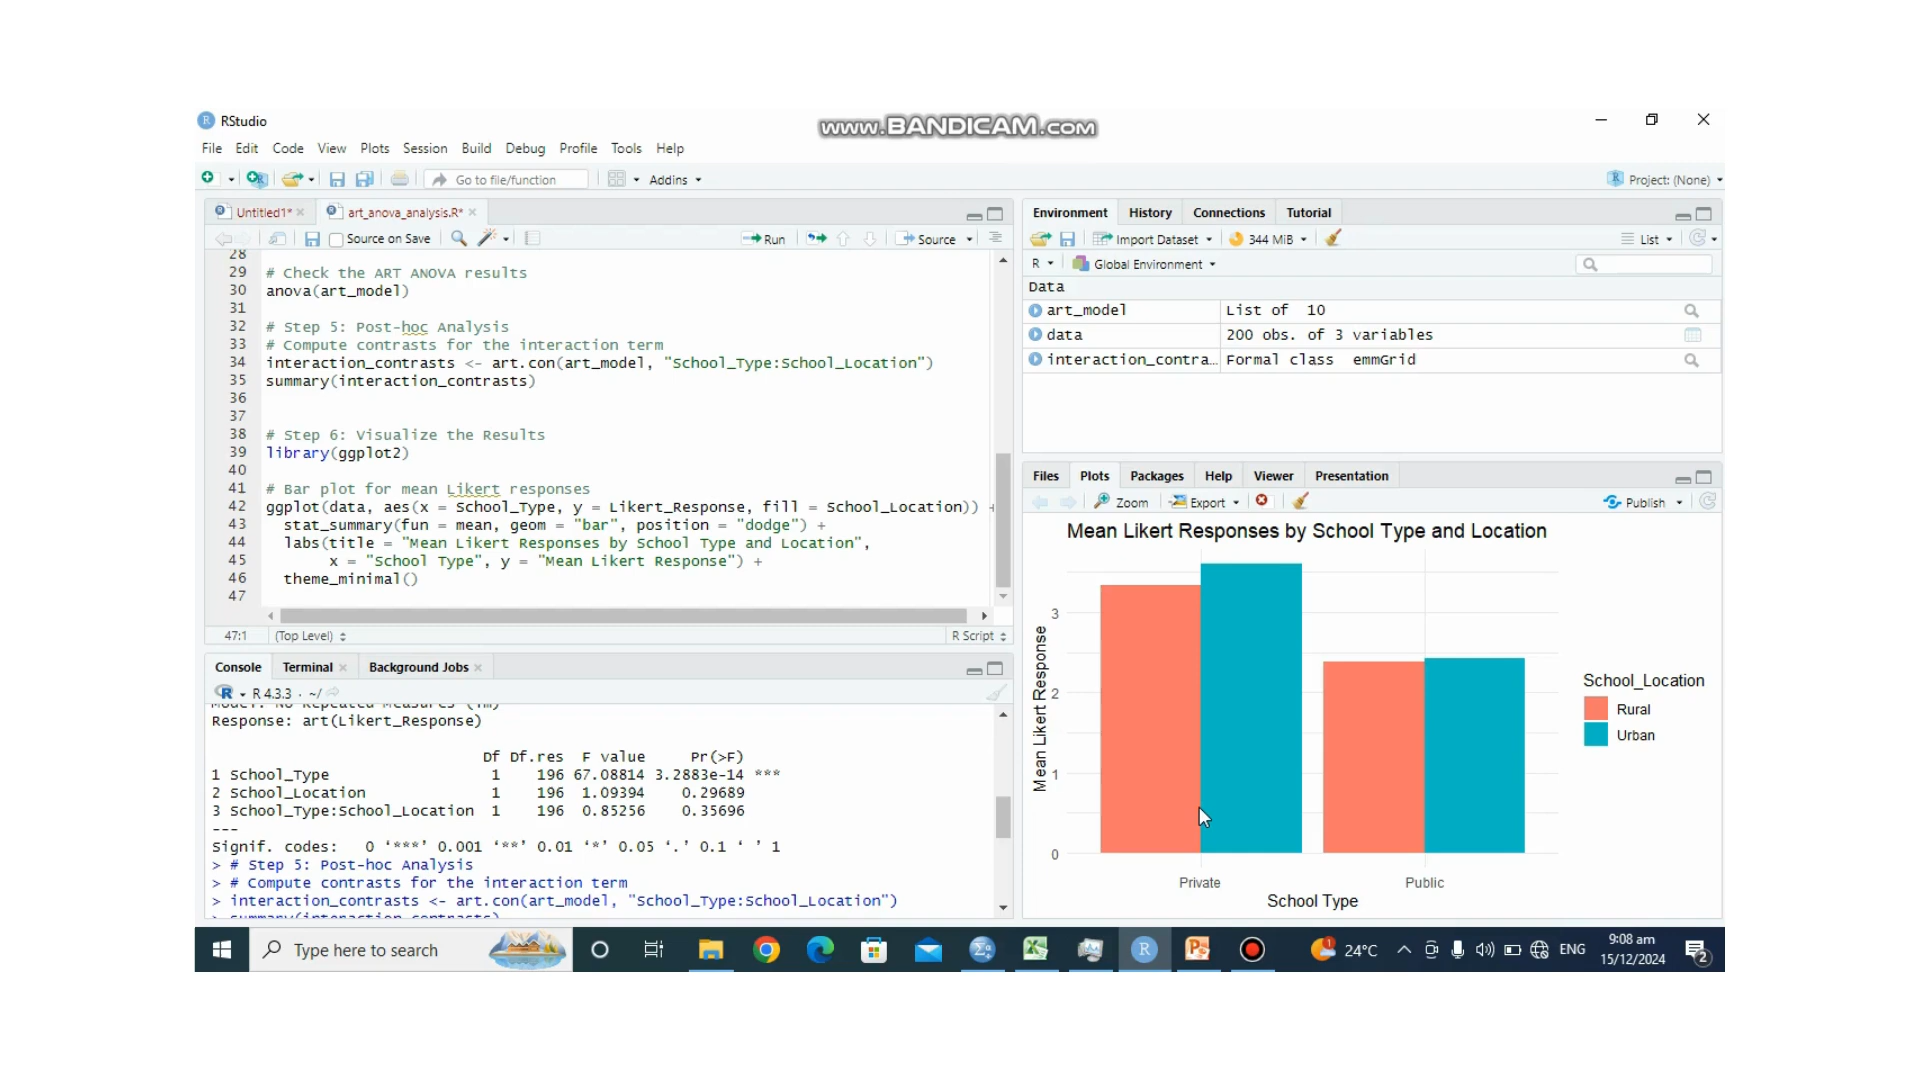 RStudio
www.BANDICAM.com
File Edit Code View Plots Session Build Debug Profile Tools Help
Go to file/function
Addins
Project: (None)
Untitled1*
art_anova_analysis.R*
Source on Save
Run
Source
28
29 # Check the ART ANOVA results
30 anova(art_model)
31
32 # Step 5: Post-hoc Analysis
33 # Compute contrasts for the interaction term
34 interaction_contrasts <- art.con(art_model, "School_Type:School_Location")
35 summary(interaction_contrasts)
36
37
38 # Step 6: Visualize the Results
39 library(ggplot2)
40
41 # Bar plot for mean Likert responses
42 ggplot(data, aes(x = School_Type, y = Likert_Response, fill = School_Location)) +
43 stat_summary(fun = mean, geom = "bar", position = "dodge") +
44 labs(title = "Mean Likert Responses by School Type and Location",
45 x = "School Type", y = "Mean Likert Response") +
46 theme_minimal()
47
47:1 (Top Level)
R Script
Console Terminal Background Jobs
R 4.3.3 · ~/
Model: No Repeated Measures (lm)
Response: art(Likert_Response)
Df Df.res F value Pr(>F)
1 School_Type 1 196 67.08814 3.2883e-14 ***
2 School_Location 1 196 1.09394 0.29689
3 School_Type:School_Location 1 196 0.85256 0.35696
---
Signif. codes: 0 ‘***’ 0.001 ‘**’ 0.01 ‘*’ 0.05 ‘.’ 0.1 ‘ ’ 1
> # Step 5: Post-hoc Analysis
> # Compute contrasts for the interaction term
> interaction_contrasts <- art.con(art_model, "School_Type:School_Location")
> summary(interaction_contrasts)
Environment History Connections Tutorial
Import Dataset
344 MiB
List
R
Global Environment
Data
art_model List of 10
data 200 obs. of 3 variables
interaction_contra… Formal class emmGrid
Files Plots Packages Help Viewer Presentation
Zoom
Export
Publish
Mean Likert Responses by School Type and Location
Mean Likert Response
3
2
1
0
Private
Public
School Type
School_Location
Rural
Urban
Type here to search
24°C
ENG
9:08 am
15/12/2024
2